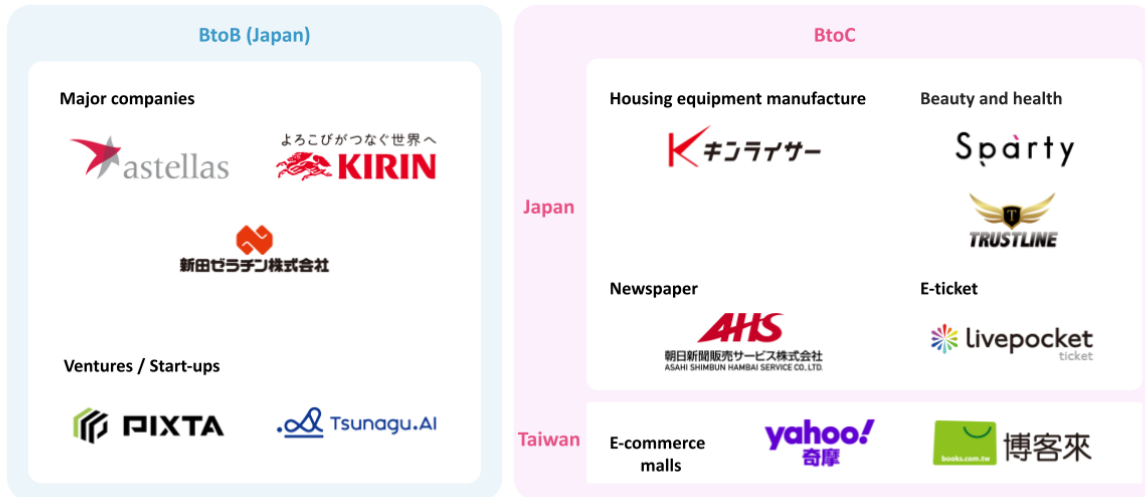 BtoB (Japan)
Major companies
astellas
よろこびがつなぐ世界へ
KIRIN
新田ゼラチン株式会社
Ventures / Start-ups
PIXTA
Tsunagu.AI
BtoC
Japan
Housing equipment manufacture
キンライサー
Beauty and health
Spàrty
T
TRUSTLINE
Newspaper
AHS
朝日新聞販売サービス株式会社
ASAHI SHIMBUN HAMBAI SERVICE CO.,LTD.
E-ticket
livepocket
ticket
Taiwan
E-commerce
malls
yahoo!
奇摩
books.com.tw
博客來